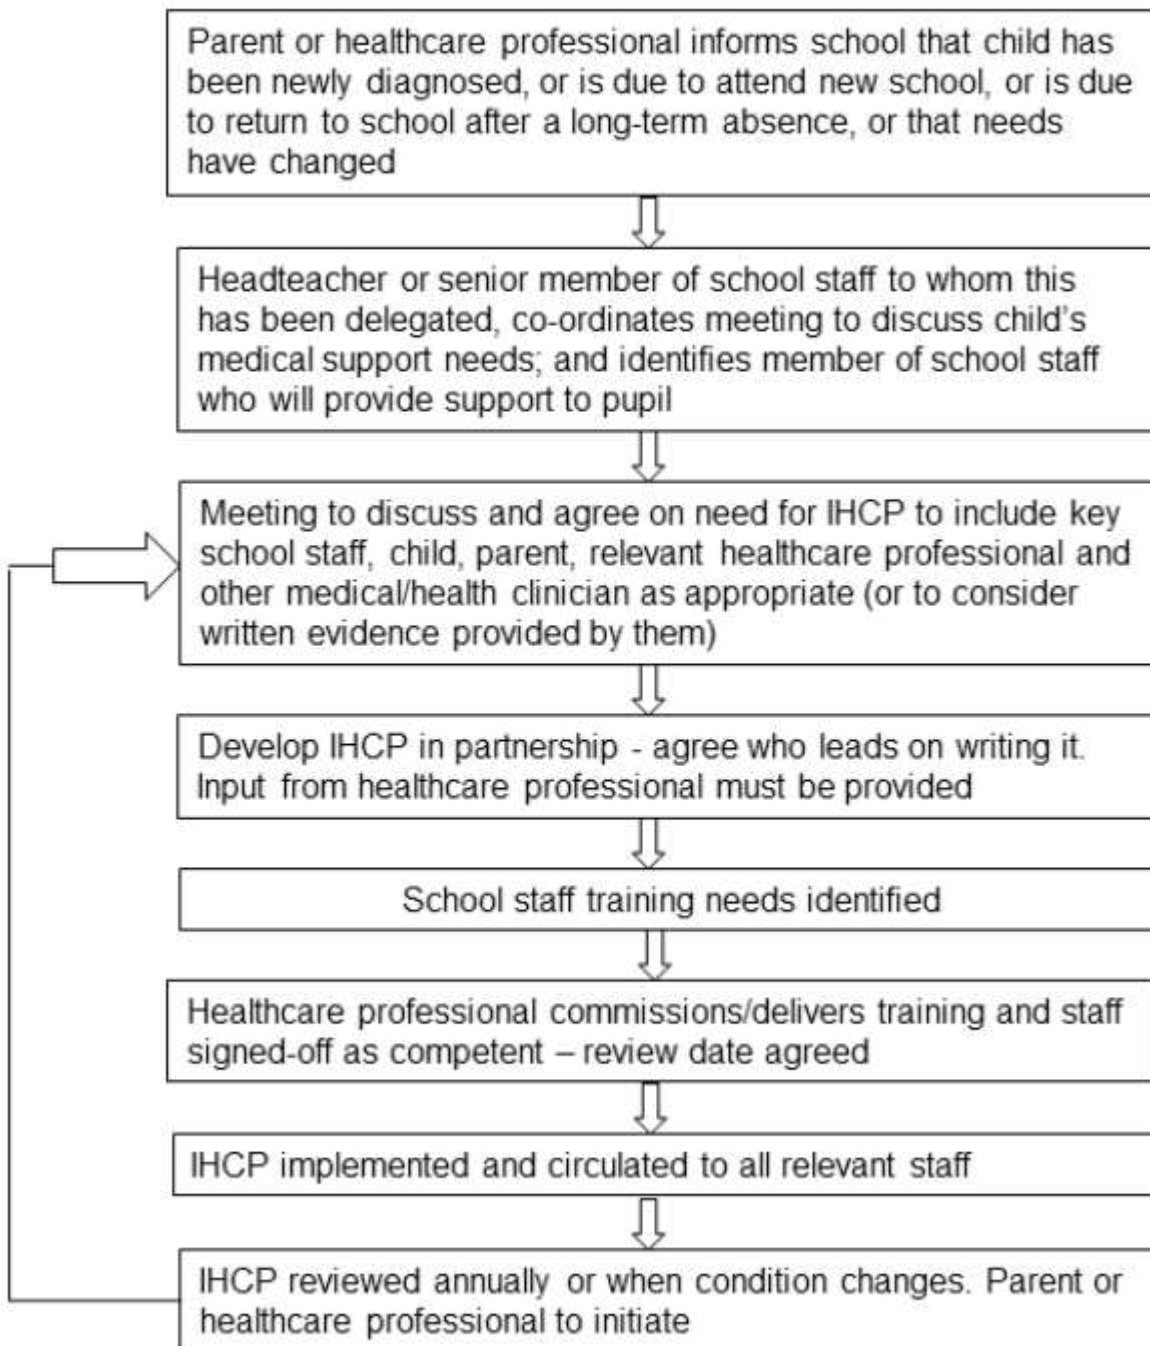 Parent or healthcare professional informs school that child has
been newly diagnosed, or is due to attend new school, or is due
to return to school after a long-term absence, or that needs
have changed
Headteacher or senior member of school staff to whom this
has been delegated, co-ordinates meeting to discuss child's
medical support needs; and identifies member of school staff
who will provide support to pupil
Meeting to discuss and agree on need for IHCP to include key
school staff, child, parent, relevant healthcare professional and
other medical/health clinician as appropriate (or to consider
written evidence provided by them)
Develop IHCP in partnership - agree who leads on writing it.
Input from healthcare professional must be provided
School staff training needs identified
Healthcare professional commissions/delivers training and staff
signed-off as competent – review date agreed
IHCP implemented and circulated to all relevant staff
IHCP reviewed annually or when condition changes. Parent or
healthcare professional to initiate